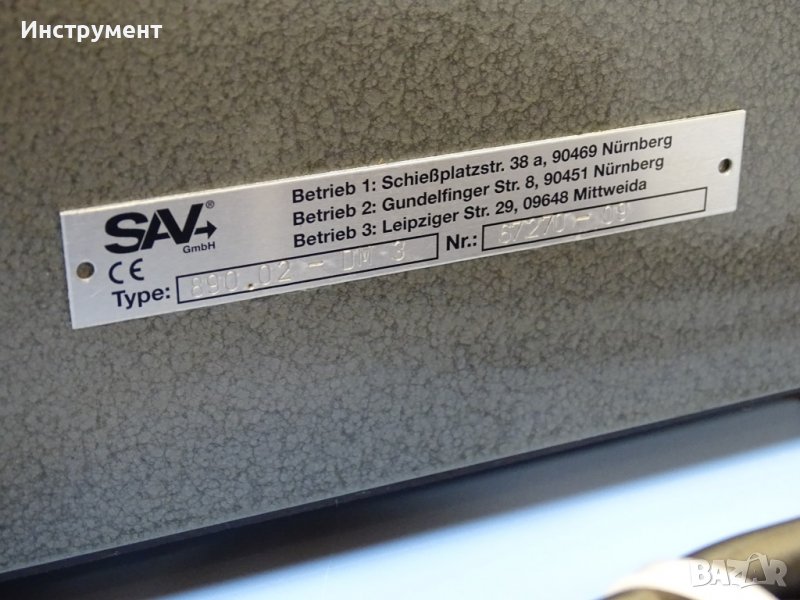 Инструмент
SAV®
GmbH
CE
Betrieb 1: Schießplatzstr. 38 a, 90469 Nürnberg
Betrieb 2: Gundelfinger Str. 8, 90451 Nürnberg
Betrieb 3: Leipziger Str. 29, 09648 Mittweida
Type: 890.02 - DM 3 Nr.: 67270 - 09
BAZAR